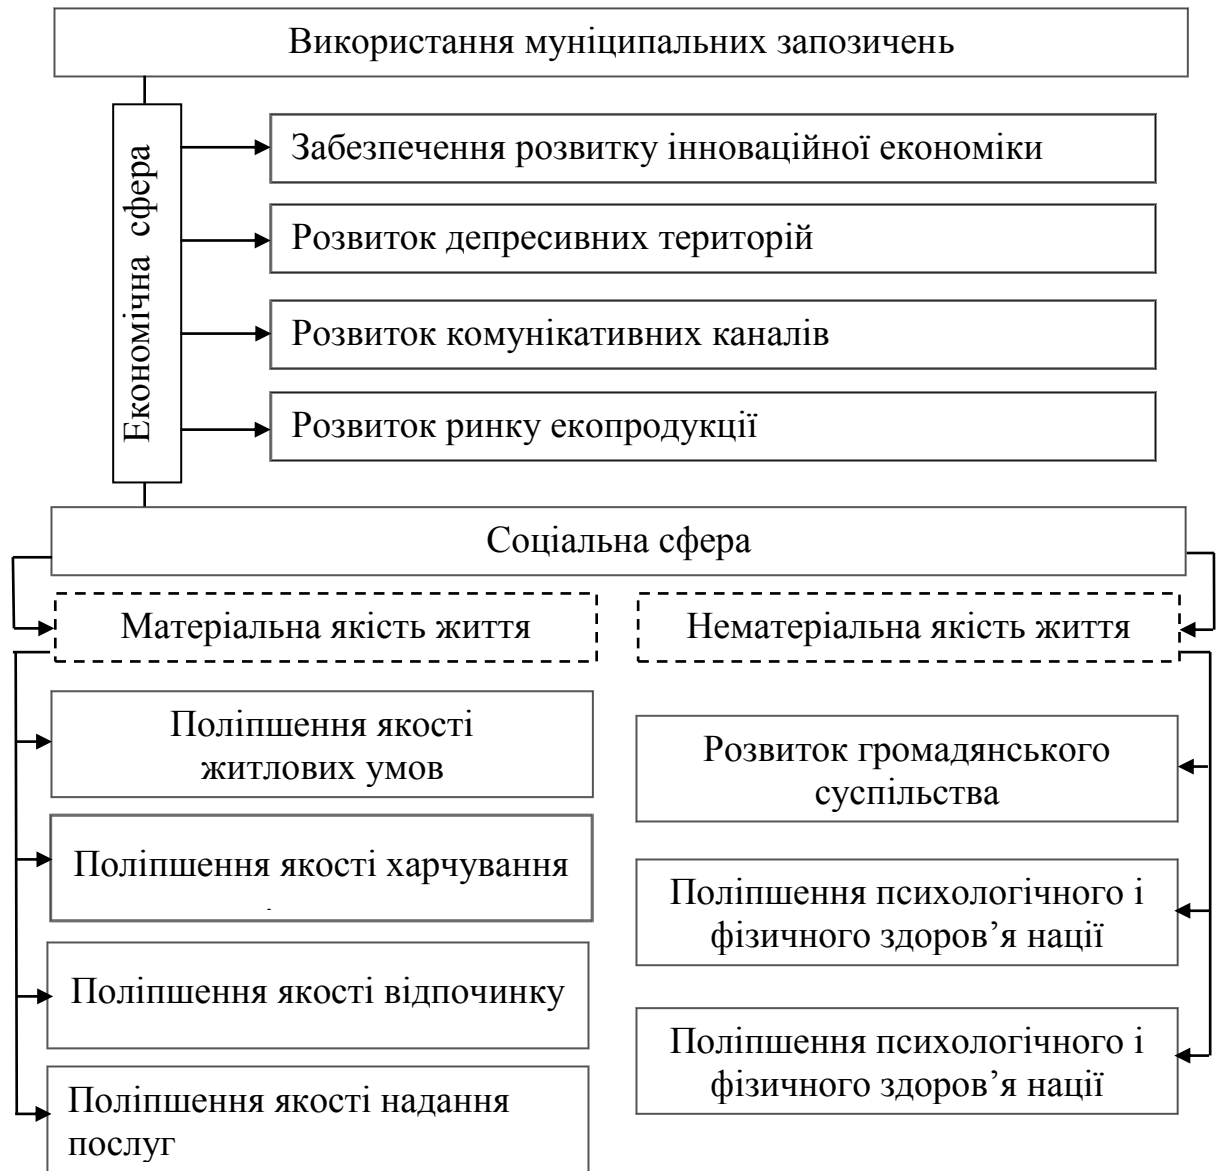 Використання муніципальних запозичень
Економічна сфера
Забезпечення розвитку інноваційної економіки
Розвиток депресивних територій
Розвиток комунікативних каналів
Розвиток ринку екопродукції
Соціальна сфера
Матеріальна якість життя
Нематеріальна якість життя
Поліпшення якості
житлових умов
Поліпшення якості харчування
Поліпшення якості відпочинку
Поліпшення якості надання
послуг
Розвиток громадянського
суспільства
Поліпшення психологічного і
фізичного здоров’я нації
Поліпшення психологічного і
фізичного здоров’я нації